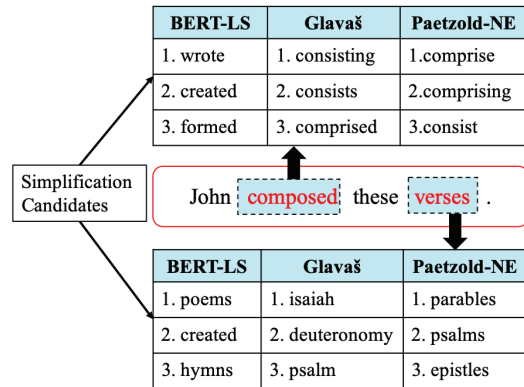 BERT-LS Glavaš Paetzold-NE
1. wrote 1. consisting 1.comprise
2. created 2. consists 2.comprising
3. formed 3. comprised 3.consist
Simplification
Candidates
John composed these verses .
BERT-LS Glavaš Paetzold-NE
1. poems 1. isaiah 1. parables
2. created 2. deuteronomy 2. psalms
3. hymns 3. psalm 3. epistles